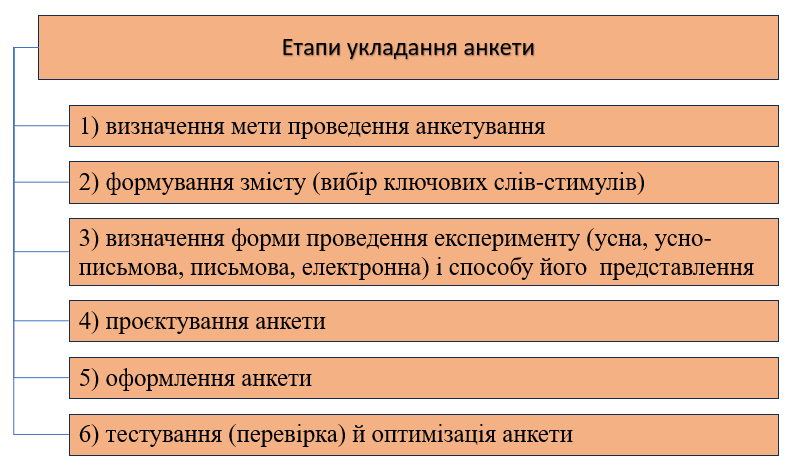 Етапи укладання анкети
1) визначення мети проведення анкетування
2) формування змісту (вибір ключових слів-стимулів)
3) визначення форми проведення експерименту (усна, усно-
письмова, письмова, електронна) і способу його  представлення
4) проєктування анкети
5) оформлення анкети
6) тестування (перевірка) й оптимізація анкети